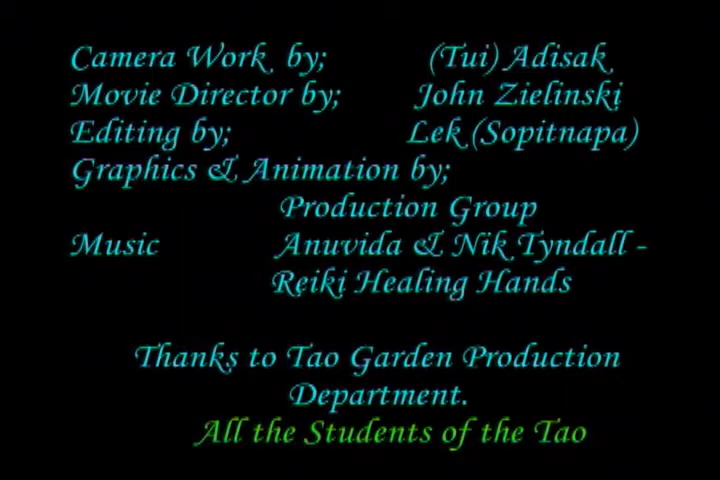 Camera Work by; (Tui) Adisak
Movie Director by; John Zielinski
Editing by; Lek (Sopitnapa)
Graphics & Animation by;
Production Group
Music Anuvida & Nik Tyndall -
Reiki Healing Hands
Thanks to Tao Garden Production
Department.
All the Students of the Tao